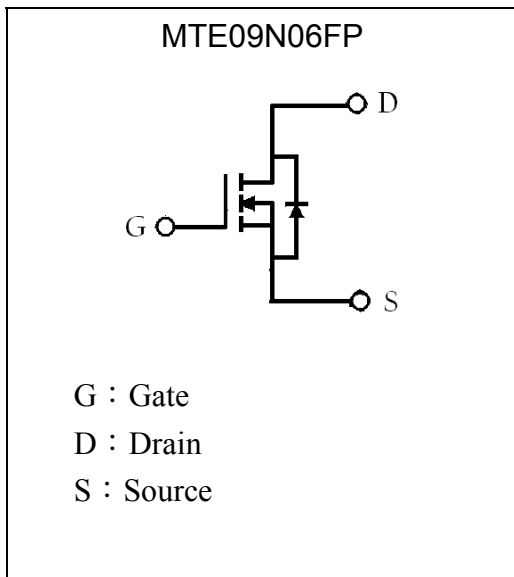 MTE09N06FP
D
G
S
G：Gate
D：Drain
S：Source